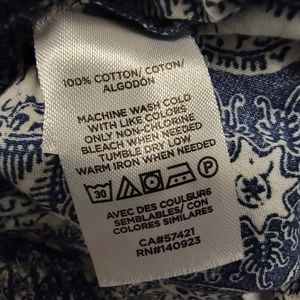 100% COTTON/ COTON/
ALGODÓN
MACHINE WASH COLD
WITH LIKE COLORS
ONLY NON-CHLORINE
BLEACH WHEN NEEDED
TUMBLE DRY LOW
WARM IRON WHEN NEEDED
30 P
AVEC DES COULEURS
SEMBLABLES/ CON
COLORES SIMILARES
CA#57421
RN#140923